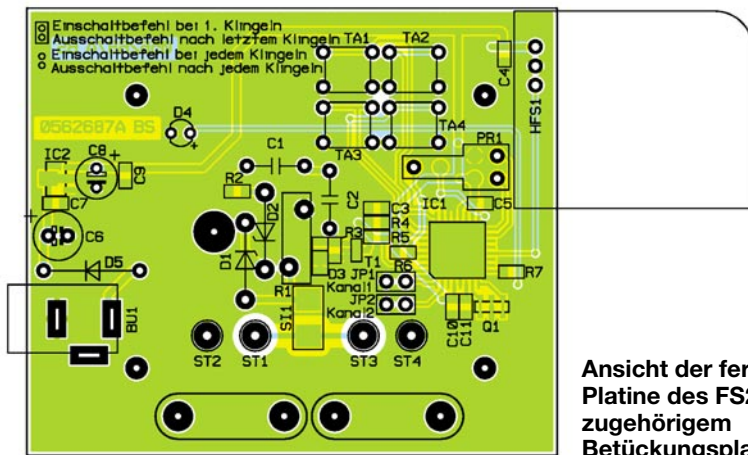 Einschaltbefehl bei 1. Klingeln
Ausschaltbefehl nach letztem Klingeln
Einschaltbefehl bei jedem Klingeln
Ausschaltbefehl nach jedem Klingeln
TA1 TA2
C4
HFS1
0562687A BS
D4
+
TA3
TA4
PR1
IC2
C8
+
C9
C1
R2
C2
C3
IC1
C5
C7
R4
+
C6
D2
R3
R5
D1
T1
D5
D3
JP1
R6
R7
R1
Kanal1
JP2
Kanal2
BU1
SI1
C10
C11
Q1
ST2 ST1 ST3 ST4
Ansicht der fer
Platine des FS2
zugehörigem
Betückungspla